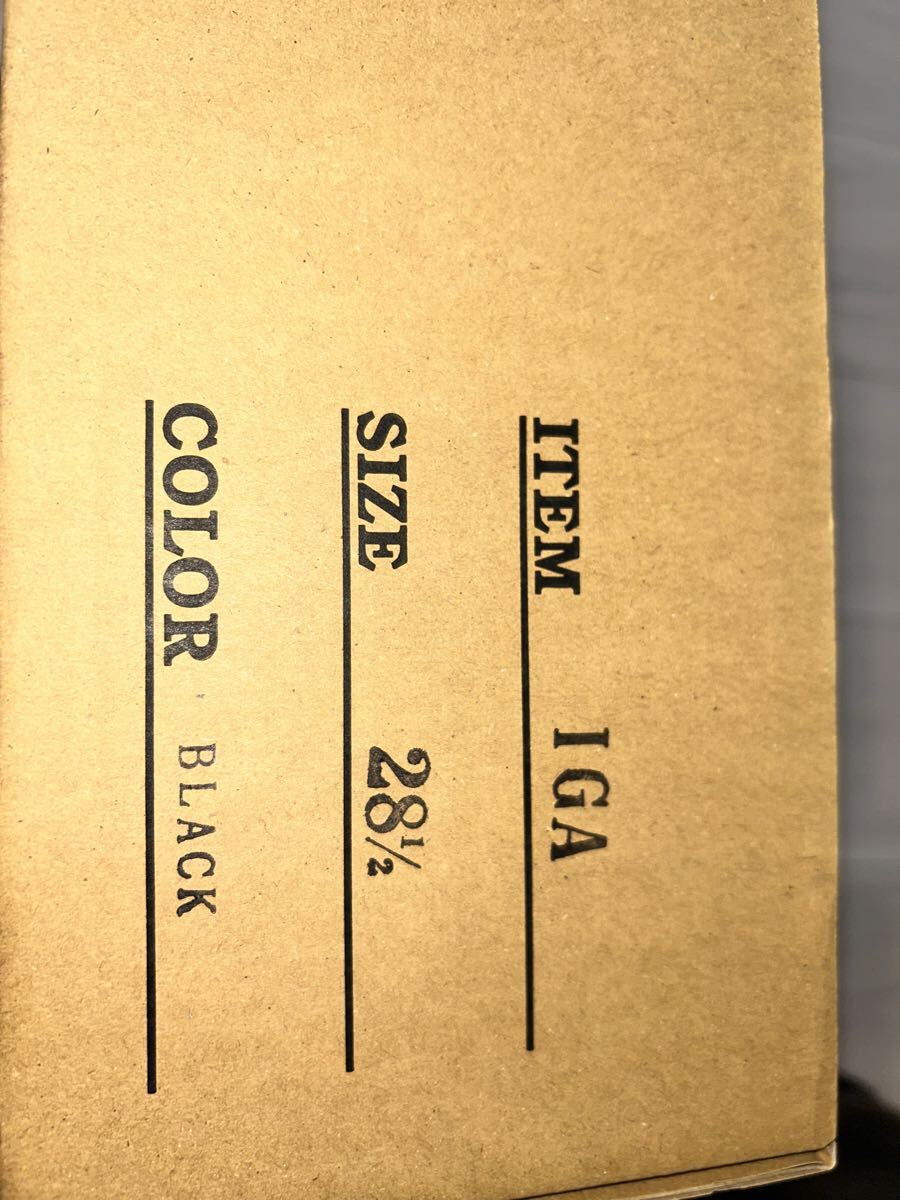 ITEM IGA
SIZE 28½
COLOR BLACK